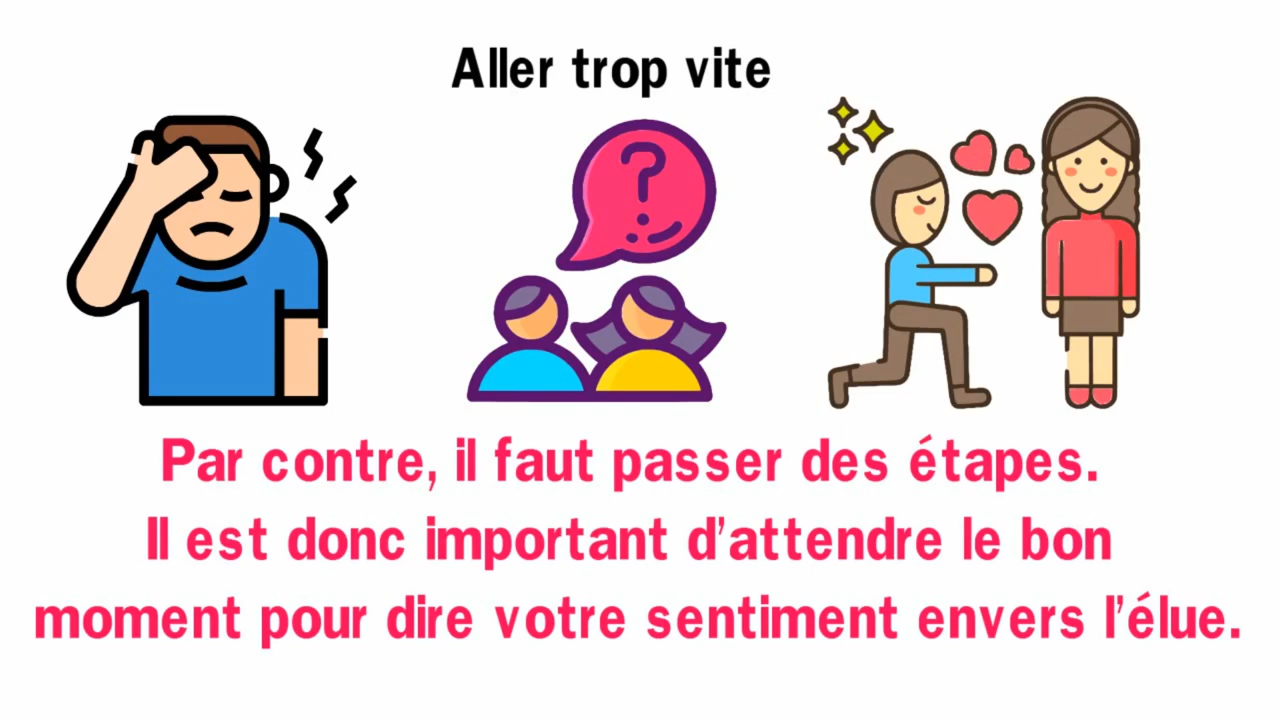 Aller trop vite
?
Par contre, il faut passer des étapes.
Il est donc important d'attendre le bon
moment pour dire votre sentiment envers l'élue.